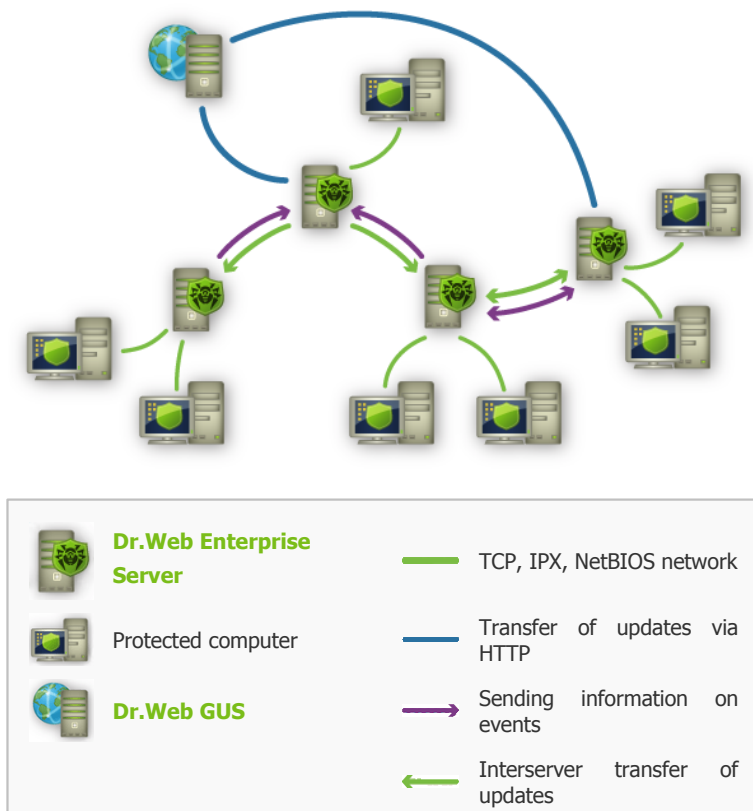 Dr.Web Enterprise
Server
Protected computer
Dr.Web GUS
TCP, IPX, NetBIOS network
Transfer of updates via
HTTP
Sending information on
events
Interserver transfer of
updates